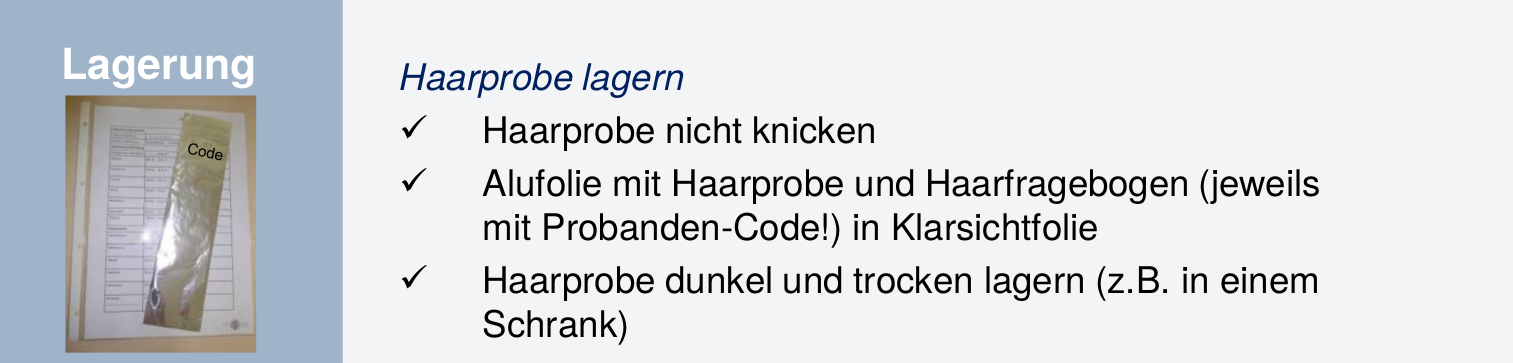 Lagerung
Code
Haarprobe lagern
✓ Haarprobe nicht knicken
✓ Alufolie mit Haarprobe und Haarfragebogen (jeweils
mit Probanden-Code!) in Klarsichtfolie
✓ Haarprobe dunkel und trocken lagern (z.B. in einem
Schrank)